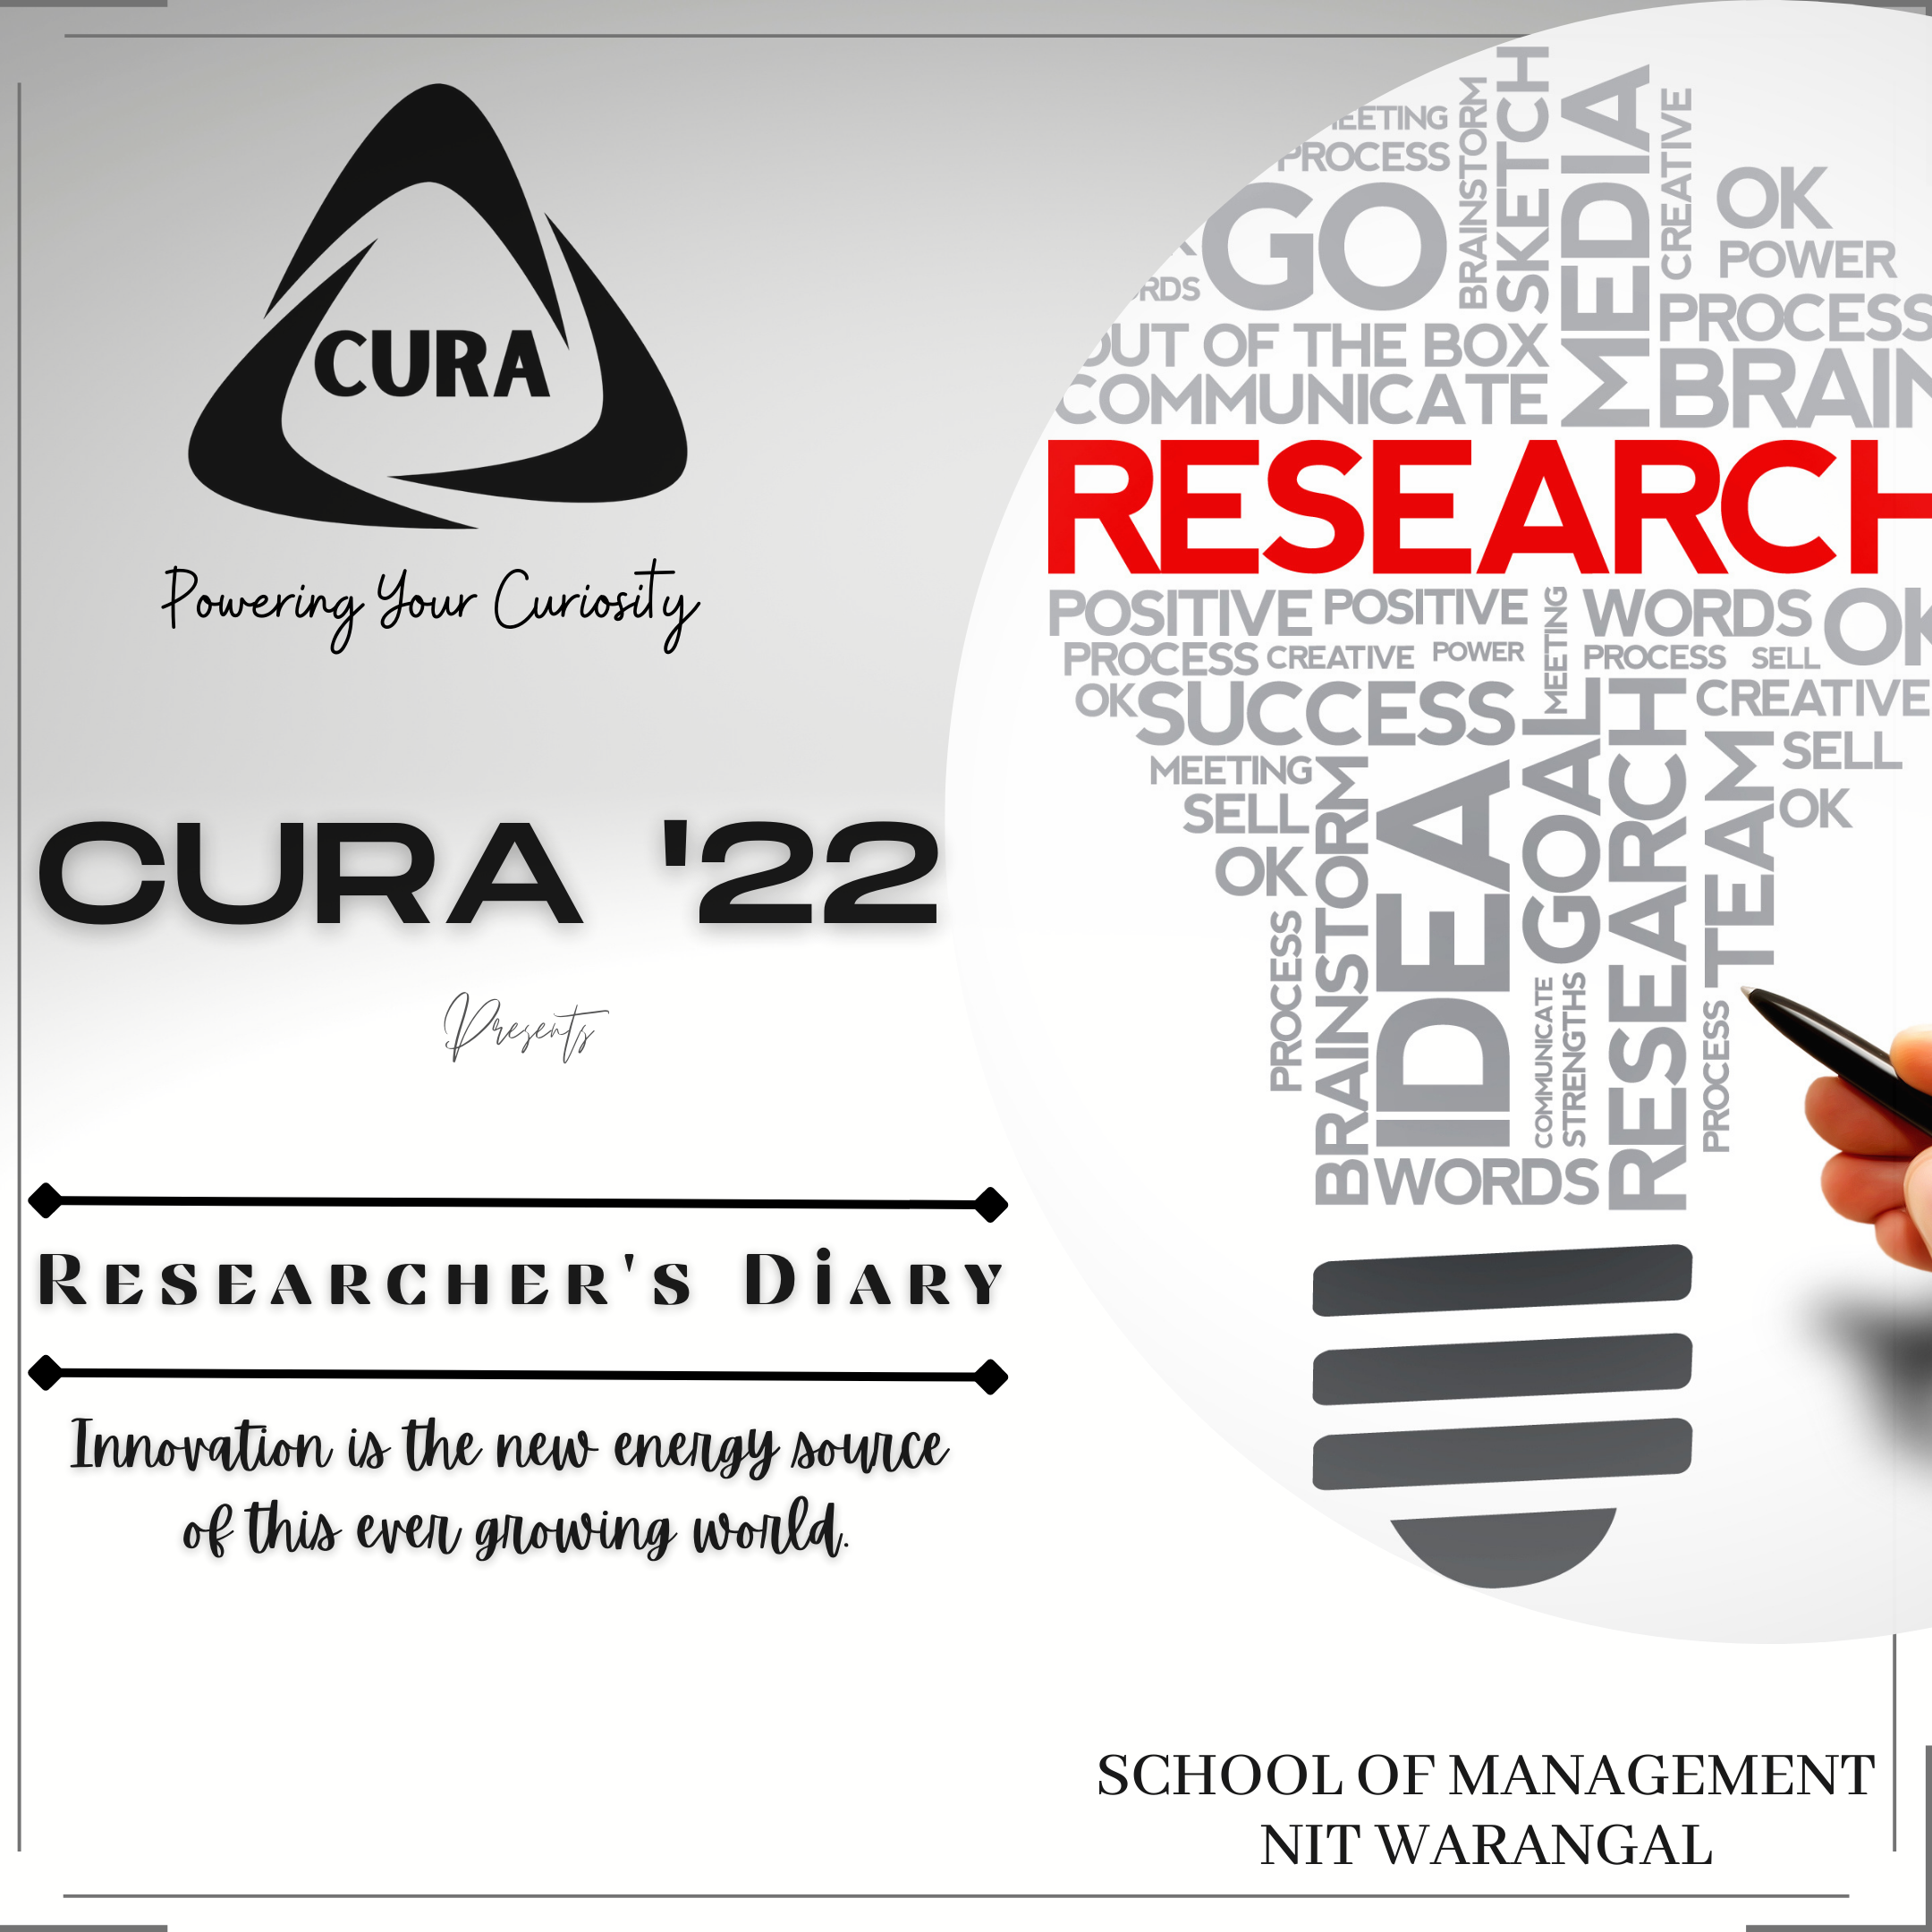 CURA
Powering Your Curiosity
CURA '22
Presents
Researcher's Diary
Innovation is the new energy source
of this ever growing world.
PROCESS
BRAINSTORM
SKETCH
MEDIA
CREATIVE
OK
POWER
GO
PROCESS
OF THE BOX
COMMUNICATE
RESEARCH
POSITIVE POSITIVE
MEETING
WORDS
OK
PROCESS CREATIVE POWER
PROCESS SELL
OK SUCCESS
CREATIVE
MEETING
SELL
OK
PROCESS
BRAINSTORM
IDEA
GOAL
COMMUNICATE
STRENGTHS
RESEARCH
TEAM
PROCESS
SELL
OK
WORDS
SCHOOL OF MANAGEMENT
NIT WARANGAL